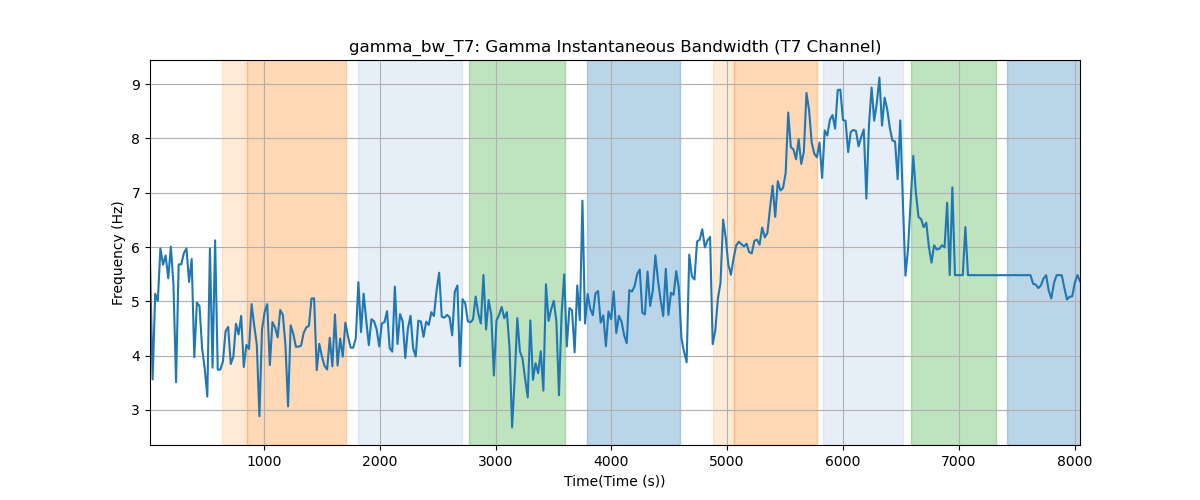 gamma_bw_T7: Gamma Instantaneous Bandwidth (T7 Channel)
Frequency (Hz)
9
8
7
6
5
4
3
1000 2000 3000 4000 5000 6000 7000 8000
Time(Time (s))